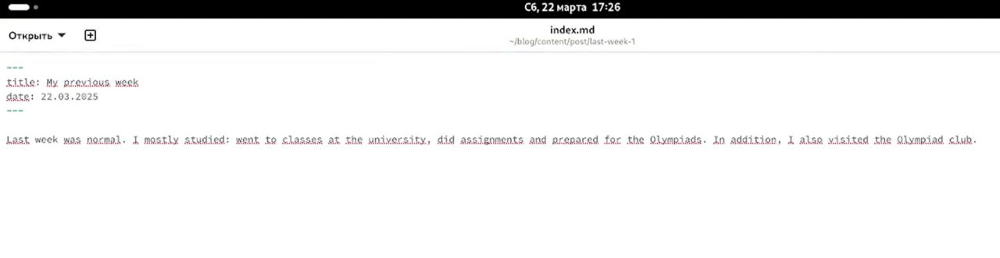 Сб, 22 марта 17:26
Открыть
index.md
~/blog/content/post/last-week-1
---
title: My previous week
date: 22.03.2025
---
Last week was normal. I mostly studied: went to classes at the university, did assignments and prepared for the Olympiads. In addition, I also visited the Olympiad club.